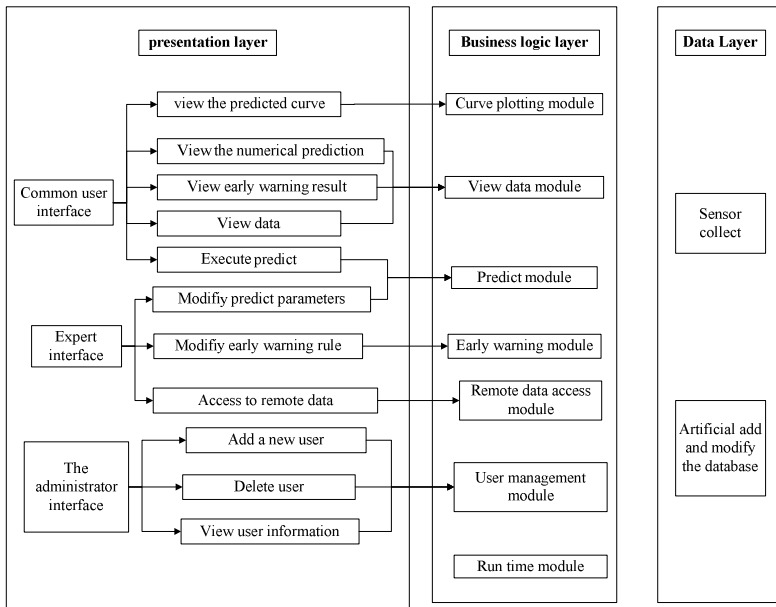 presentation layer
view the predicted curve
View the numerical prediction
Common user
interface
View early warning result
View data
Execute predict
Modifiy predict parameters
Expert
interface
Modifiy early warning rule
Access to remote data
Add a new user
The
administrator
interface
Delete user
View user information
Business logic layer
Curve plotting module
View data module
Predict module
Early warning module
Remote data access
module
User management
module
Run time module
Data Layer
Sensor
collect
Artificial add
and modify
the database